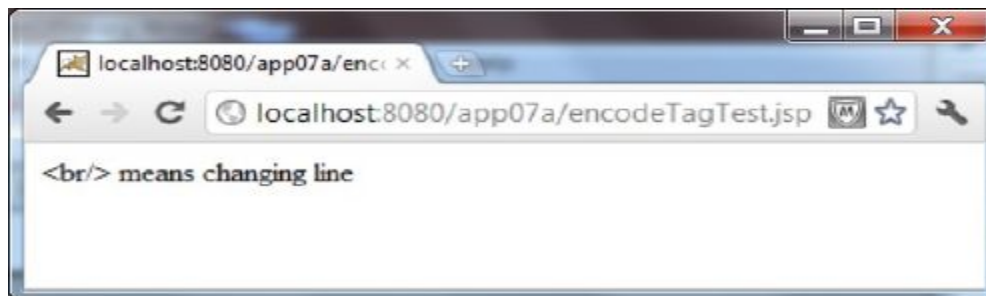 localhost:8080/app07a/enc
localhost:8080/app07a/encodeTagTest.jsp
<br/> means changing line